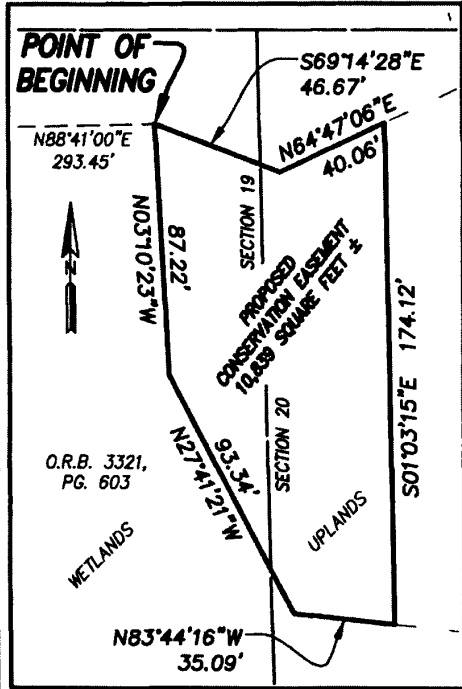 POINT OF
BEGINNING
S69°14'28"E
46.67'
N88°41'00"E
293.45'
N64°47'06"E
40.06'
N
SECTION 19
87.22'
N03°10'23"W
PROPOSED
CONSERVATION EASEMENT
10,839 SQUARE FEET ±
S01°03'15"E 174.12'
93.34'
N27°41'21"W
SECTION 20
O.R.B. 3321,
PG. 603
WETLANDS
UPLANDS
N83°44'16"W
35.09'